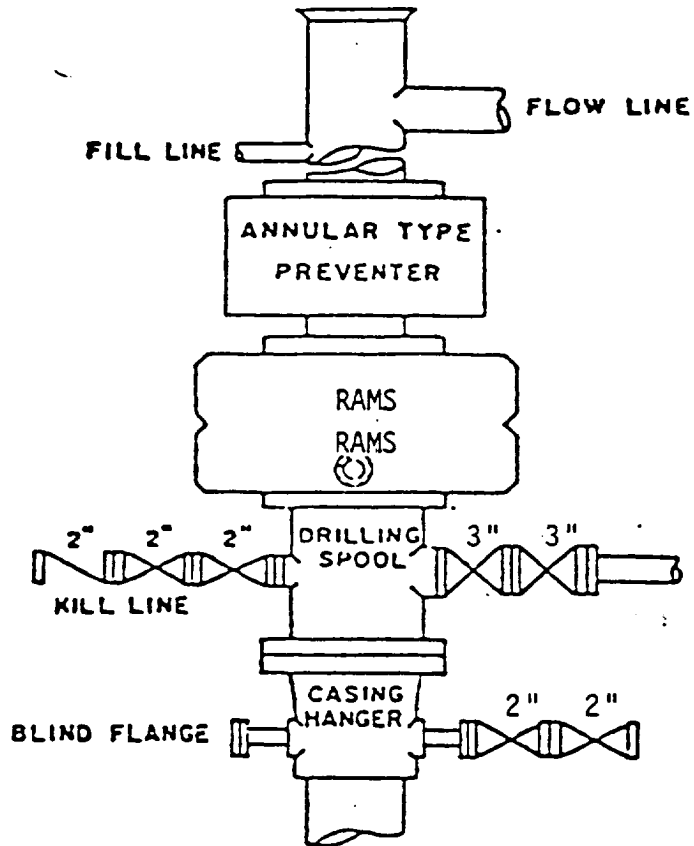 FLOW LINE
FILL LINE
ANNULAR TYPE
PREVENTER
RAMS
RAMS
2" 2" 2"
DRILLING
SPOOL
3" 3"
KILL LINE
CASING
HANGER
2" 2"
BLIND FLANGE